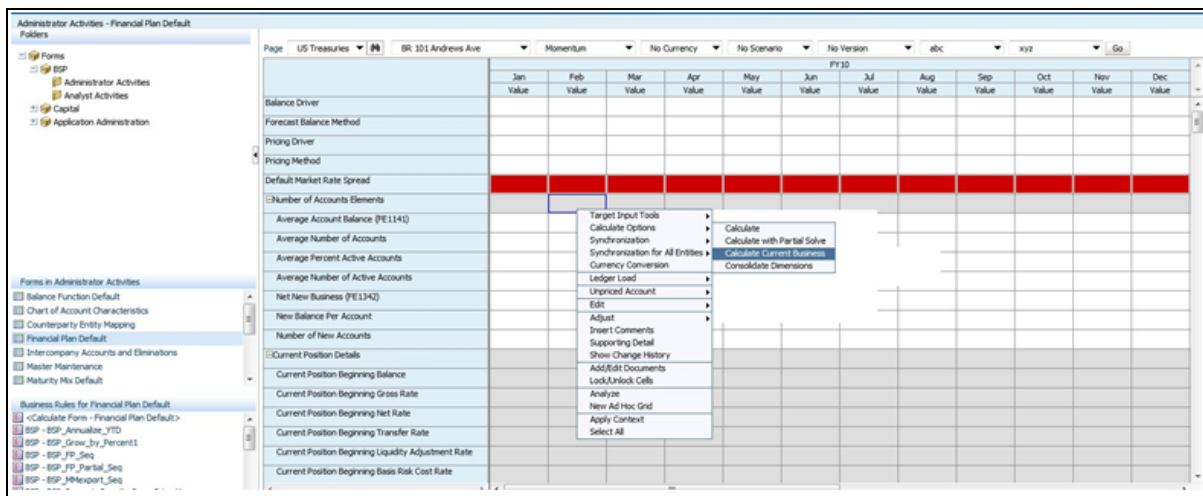 Administrator Activities - Financial Plan Default
Folders
Forms
BSP
Administrator Activities
Analyst Activities
Capital
Application Administration
Forms in Administrator Activities
Balance Function Default
Chart of Account Characteristics
Counterparty Entity Mapping
Financial Plan Default
Intercompany Accounts and Eliminations
Master Maintenance
Maturity Mix Default
Business Rules for Financial Plan Default
<Calculate Form - Financial Plan Default>
BSP - BSP_Annualize_YTD
BSP - BSP_Grow_by_Percent1
BSP - BSP_FP_Seq
BSP - BSP_FP_Partial_Seq
BSP - BSP_MMexport_Seq
Page US Treasuries BR 101 Andrews Ave Momentum No Currency No Scenario No Version abc xyz Go
FY10
Jan Feb Mar Apr May Jun Jul Aug Sep Oct Nov Dec
Value Value Value Value Value Value Value Value Value Value Value Value
Balance Driver
Forecast Balance Method
Pricing Driver
Pricing Method
Default Market Rate Spread
Number of Accounts Elements
Average Account Balance (FE1141)
Average Number of Accounts
Average Percent Active Accounts
Average Number of Active Accounts
Net New Business (FE1342)
New Balance Per Account
Number of New Accounts
Current Position Details
Current Position Beginning Balance
Current Position Beginning Gross Rate
Current Position Beginning Net Rate
Current Position Beginning Transfer Rate
Current Position Beginning Liquidity Adjustment Rate
Current Position Beginning Basis Risk Cost Rate
Target Input Tools
Calculate Options
Synchronization
Synchronization for All Entities
Currency Conversion
Ledger Load
Unpriced Account
Edit
Adjust
Insert Comments
Supporting Detail
Show Change History
Add/Edit Documents
Lock/Unlock Cells
Analyze
New Ad Hoc Grid
Apply Context
Select All
Calculate
Calculate with Partial Solve
Calculate Current Business
Consolidate Dimensions